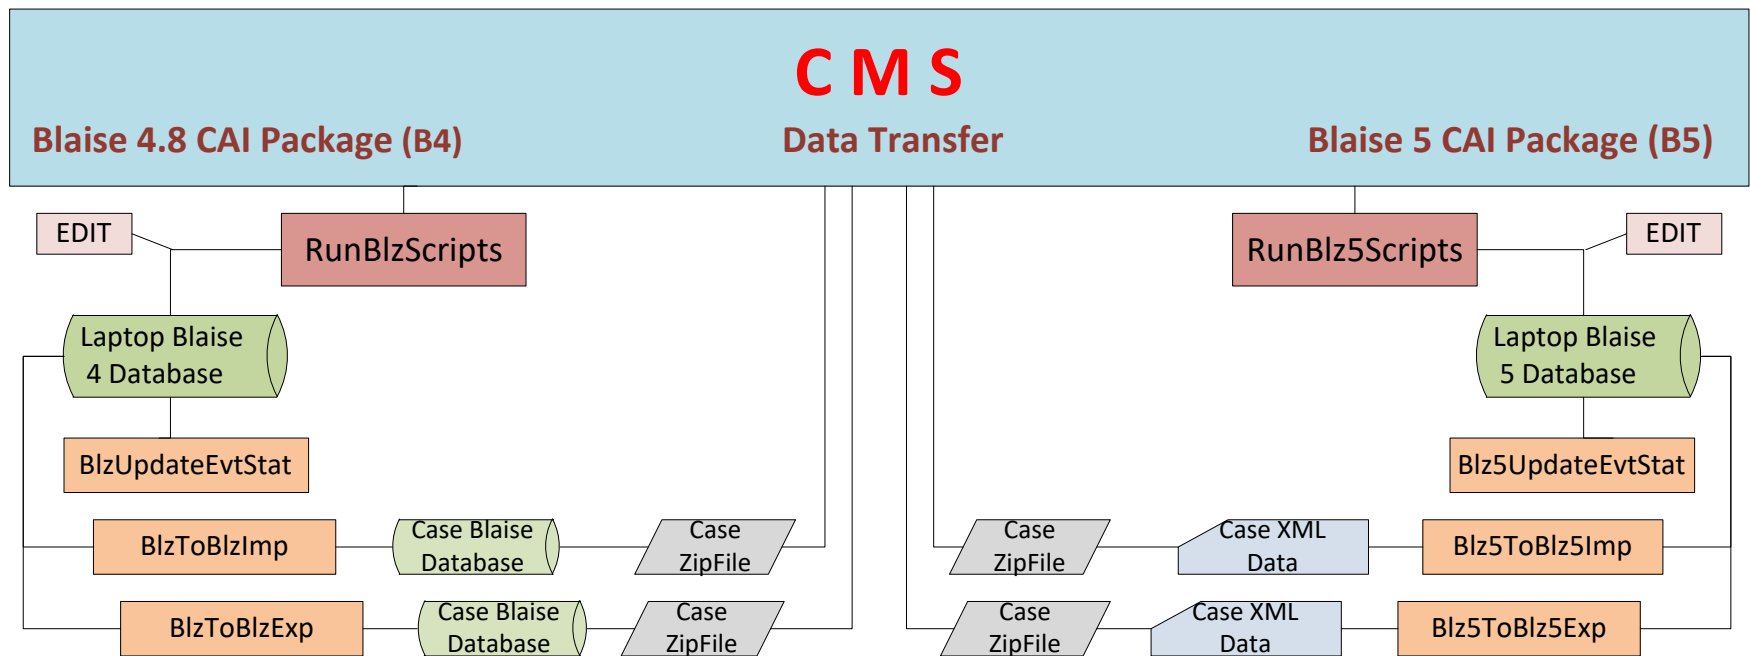 C M S
Blaise 4.8 CAI Package (B4)
Data Transfer
Blaise 5 CAI Package (B5)
EDIT
RunBlzScripts
RunBlz5Scripts
EDIT
Laptop Blaise
4 Database
Laptop Blaise
5 Database
BlzUpdateEvtStat
Blz5UpdateEvtStat
BlzToBlzImp
Case Blaise
Database
Case
ZipFile
Case
ZipFile
Case XML
Data
Blz5ToBlz5Imp
BlzToBlzExp
Case Blaise
Database
Case
ZipFile
Case
ZipFile
Case XML
Data
Blz5ToBlz5Exp